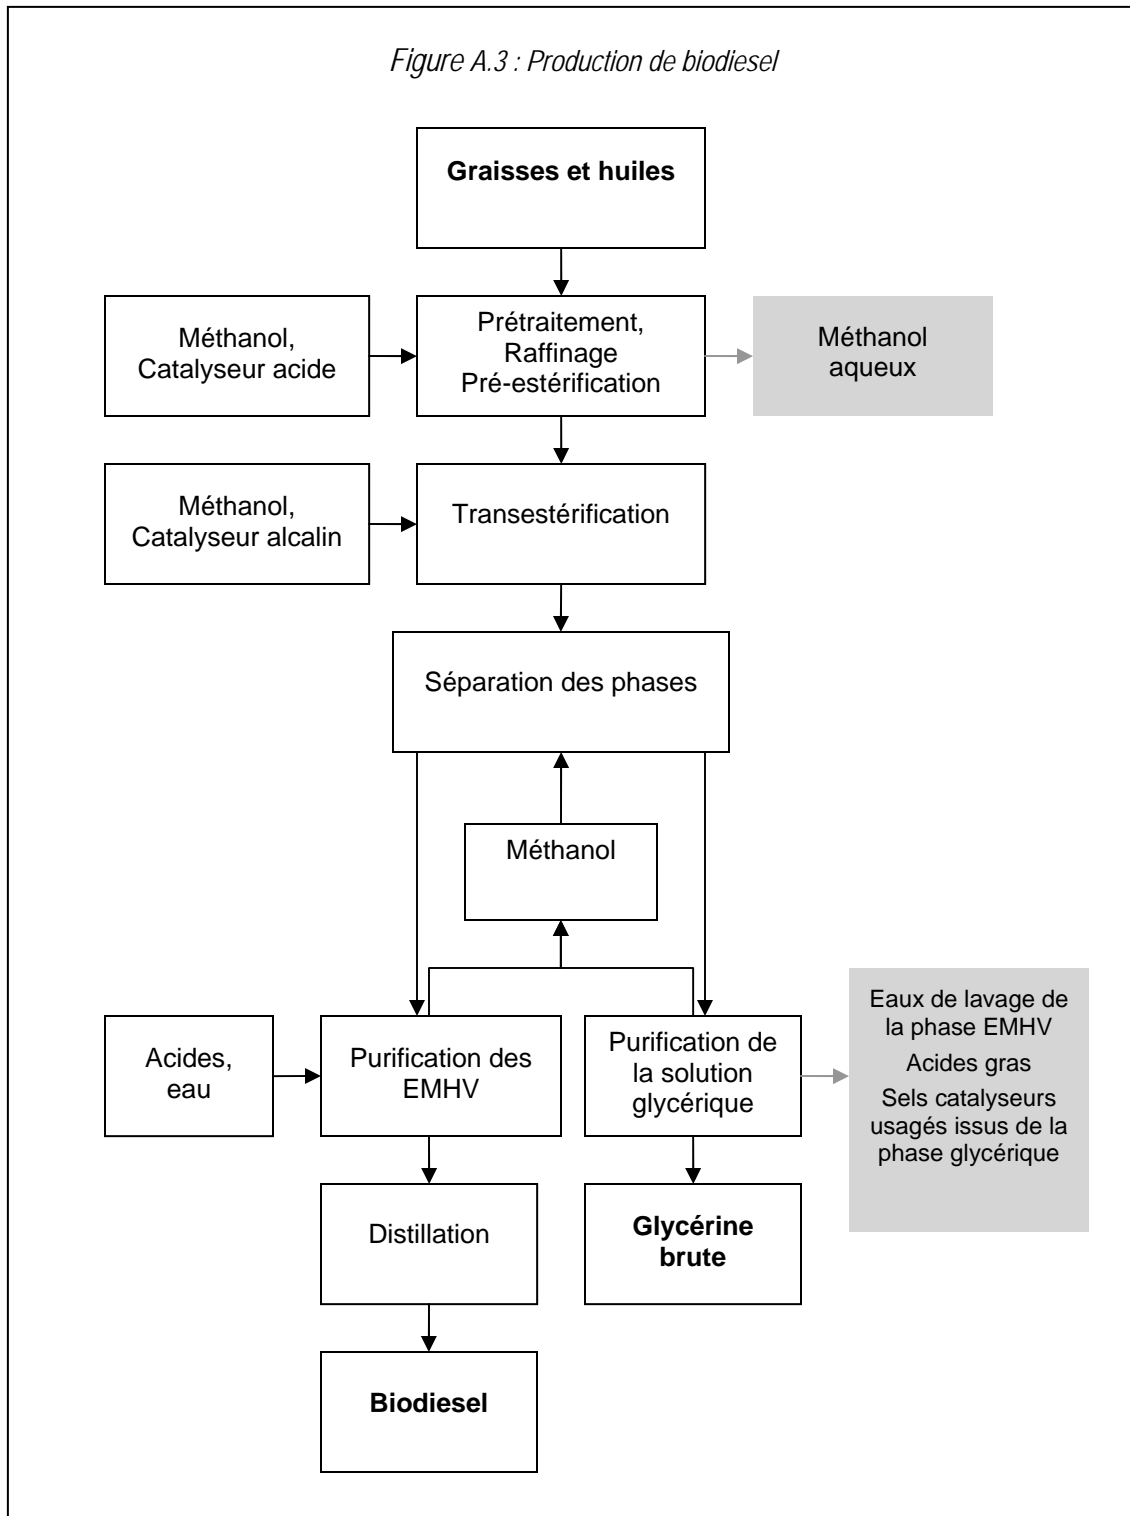 Figure A.3 : Production de biodiesel
Graisses et huiles
Méthanol,
Catalyseur acide
Prétraitement,
Raffinage
Pré-estérification
Méthanol
aqueux
Méthanol,
Catalyseur alcalin
Transestérification
Séparation des phases
Méthanol
Acides,
eau
Purification des
EMHV
Purification de
la solution
glycérique
Eaux de lavage de
la phase EMHV
Acides gras
Sels catalyseurs
usagés issus de la
phase glycérique
Distillation
Glycérine
brute
Biodiesel